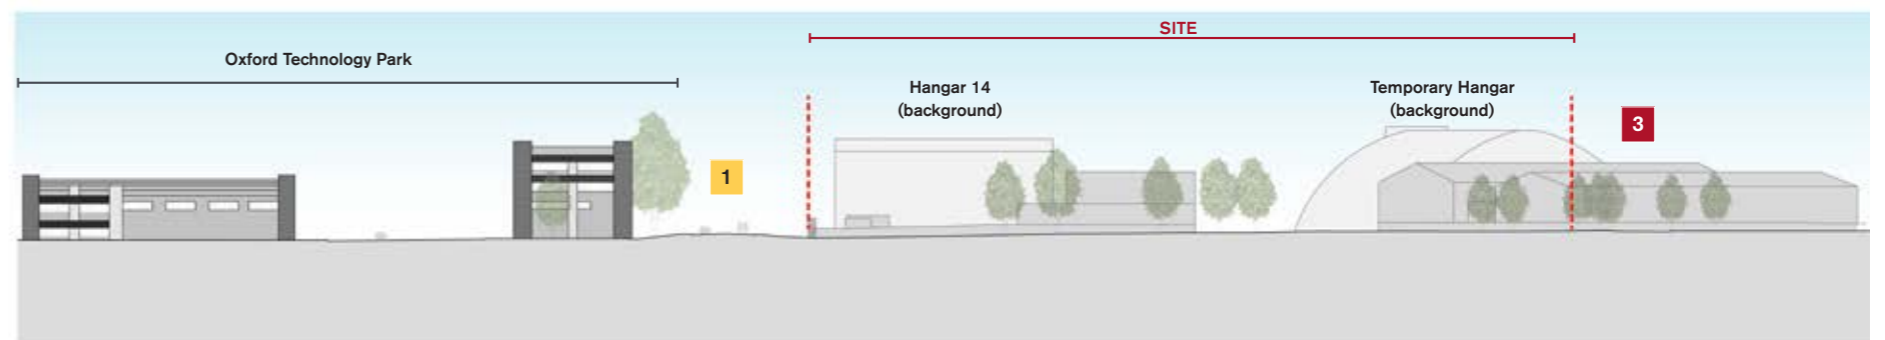 SITE
Oxford Technology Park
Hangar 14
(background)
Temporary Hangar
(background)
1
3